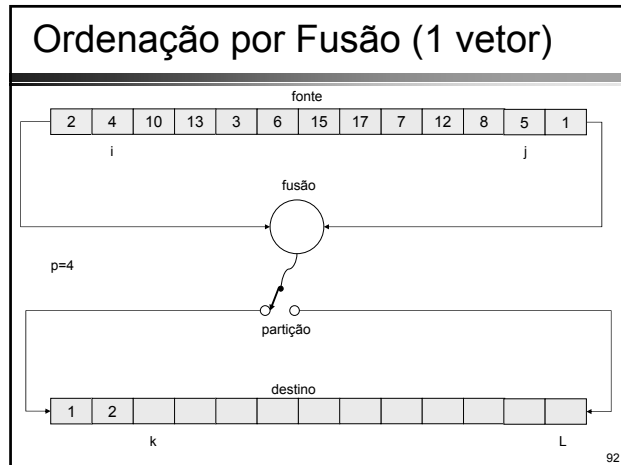 Ordenação por Fusão (1 vetor)
fonte
2 4 10 13 3 6 15 17 7 12 8 5 1
i j
fusão
p=4
partição
destino
1 2
k L
92